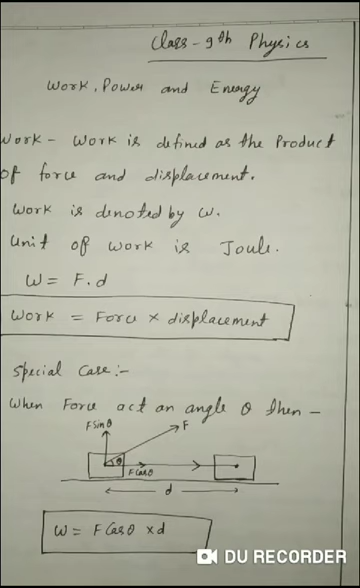 Class-9th Physics
Work, Power and Energy
Work - Work is defined as the Product
of force and displacement.
Work is denoted by W.
Unit of Work is Joule.
W = F.d
Work = Force × displacement
Special Case:-
When Force act an angle θ then -
F Sinθ
F
θ
F Cosθ
d
W = F Cosθ × d
DU RECORDER